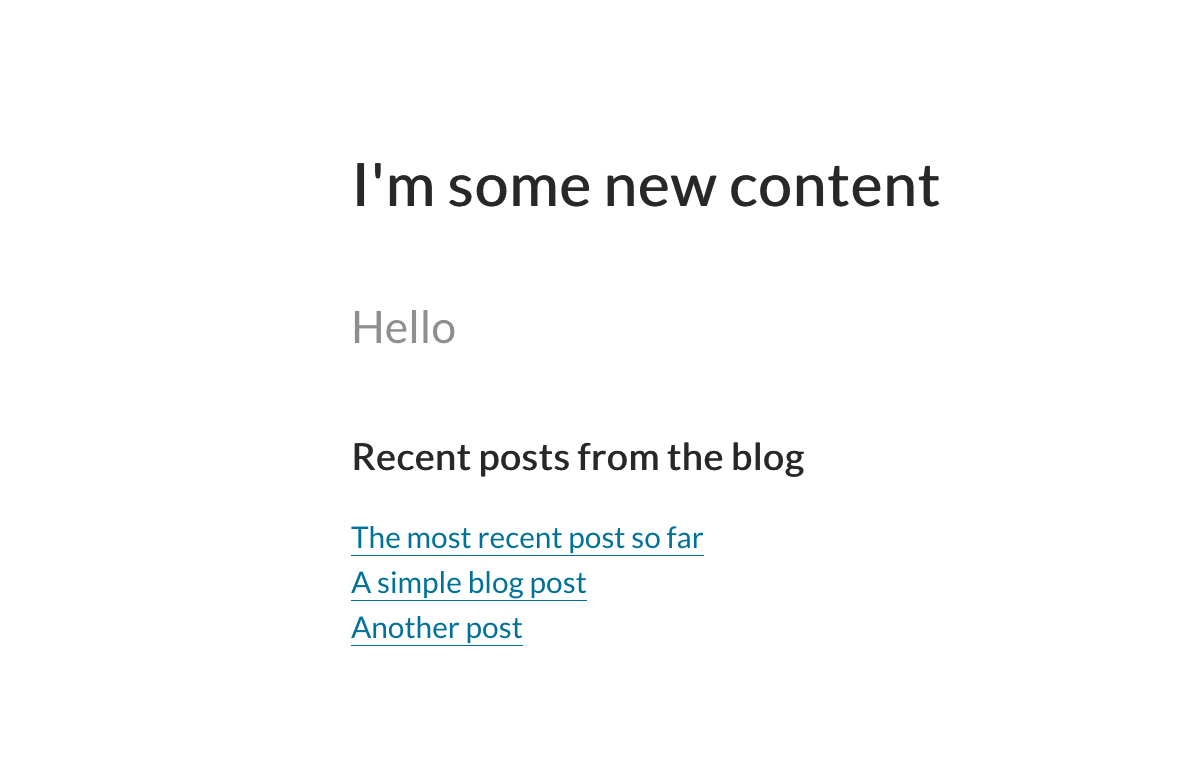 I'm some new content
Hello
Recent posts from the blog
The most recent post so far
A simple blog post
Another post